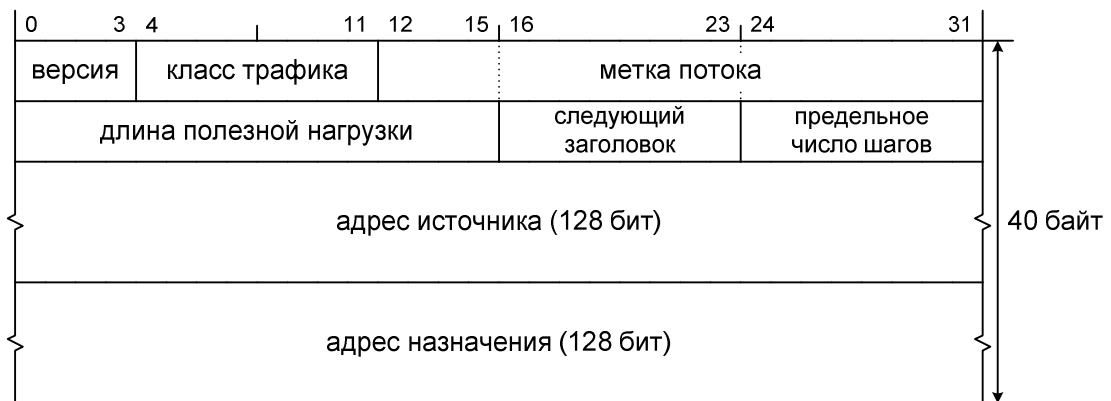 0 3 4 11 12 15 16 23 24 31
версия класс трафика метка потока
длина полезной нагрузки
следующий
заголовок
предельное
число шагов
адрес источника (128 бит)
40 байт
адрес назначения (128 бит)